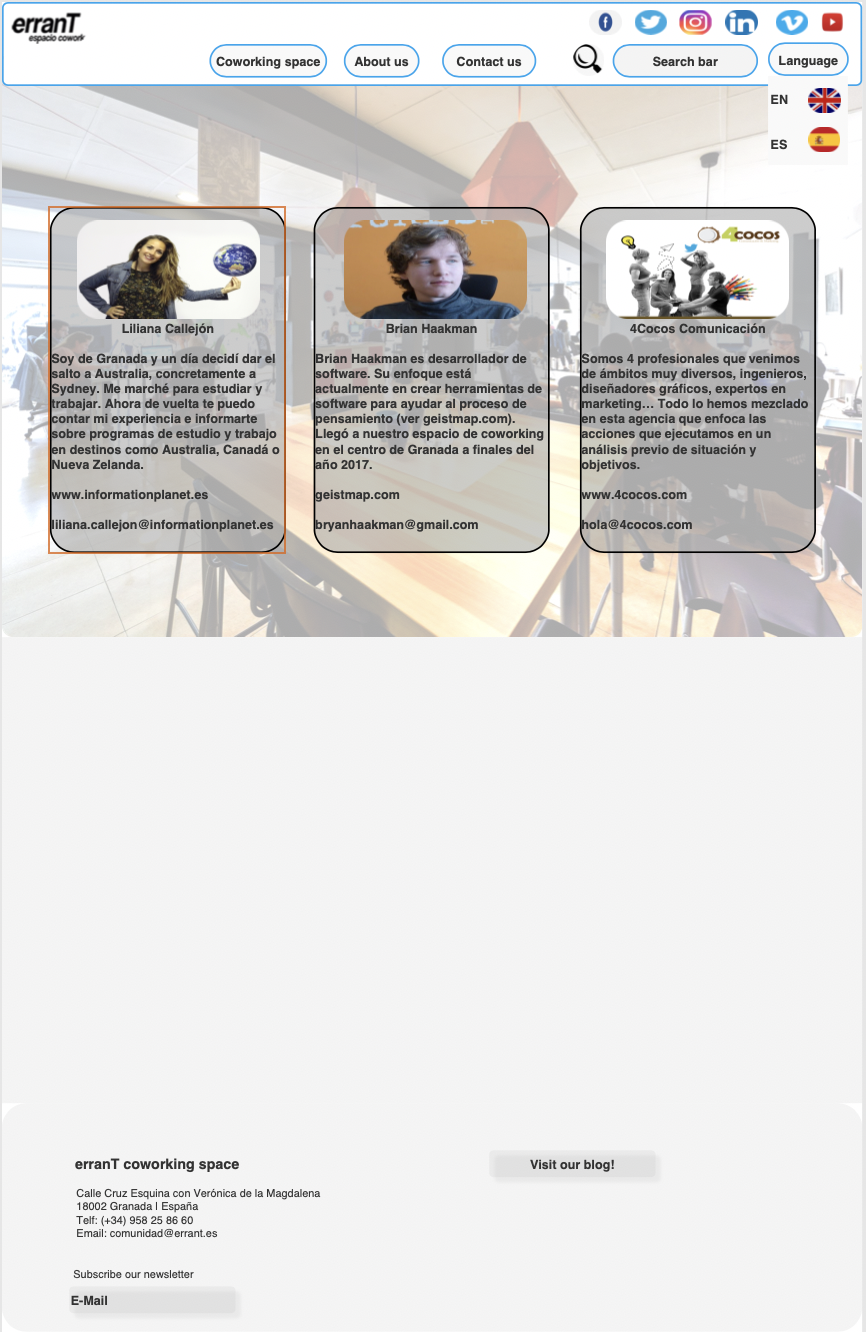 erranT
espacio cowork
Coworking space
About us
Contact us
Search bar
Language
EN
ES
Liliana Callejón
Soy de Granada y un día decidí dar el
salto a Australia, concretamente a
Sydney. Me marché para estudiar y
trabajar. Ahora de vuelta te puedo
contar mi experiencia e informarte
sobre programas de estudio y trabajo
en destinos como Australia, Canadá o
Nueva Zelanda.
www.informationplanet.es
liliana.callejon@informationplanet.es
Brian Haakman
Brian Haakman es desarrollador de
software. Su enfoque está
actualmente en crear herramientas de
software para ayudar al proceso de
pensamiento (ver geistmap.com).
Llegó a nuestro espacio de coworking
en el centro de Granada a finales del
año 2017.
geistmap.com
bryanhaakman@gmail.com
4cocos
4Cocos Comunicación
Somos 4 profesionales que venimos
de ámbitos muy diversos, ingenieros,
diseñadores gráficos, expertos en
marketing… Todo lo hemos mezclado
en esta agencia que enfoca las
acciones que ejecutamos en un
análisis previo de situación y
objetivos.
www.4cocos.com
hola@4cocos.com
erranT coworking space
Calle Cruz Esquina con Verónica de la Magdalena
18002 Granada | España
Telf: (+34) 958 25 86 60
Email: comunidad@errant.es
Subscribe our newsletter
E-Mail
Visit our blog!